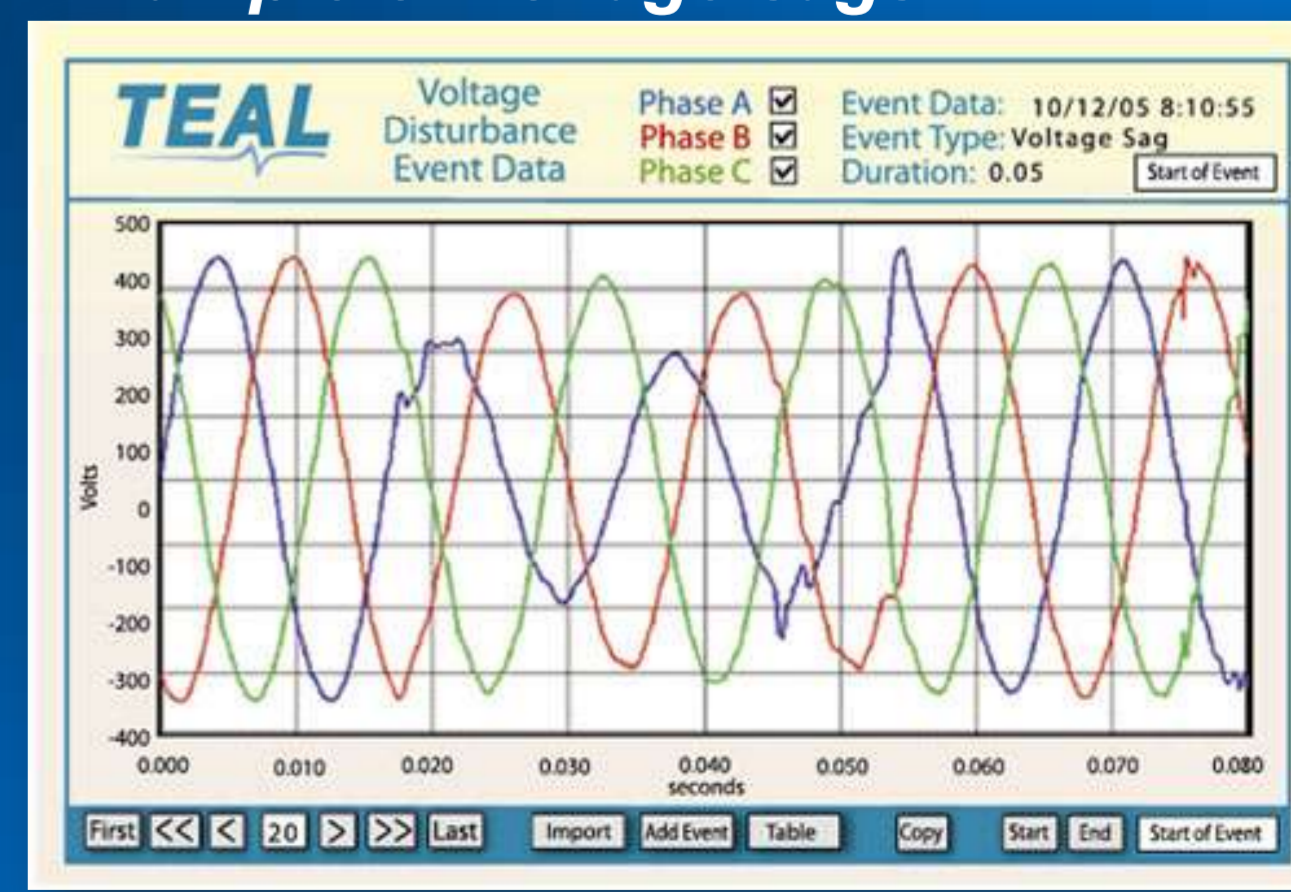 TEAL
Voltage
Disturbance
Event Data
Phase A
Phase B
Phase C
Event Data: 10/12/05 8:10:55
Event Type: Voltage Sag
Duration: 0.05
Start of Event
500
400
300
200
100
0
-100
-200
-300
-400
Volts
0.000 0.010 0.020 0.030 0.040 0.050 0.060 0.070 0.080
seconds
First << < 20 > >> Last Import Add Event Table Copy Start End Start of Event